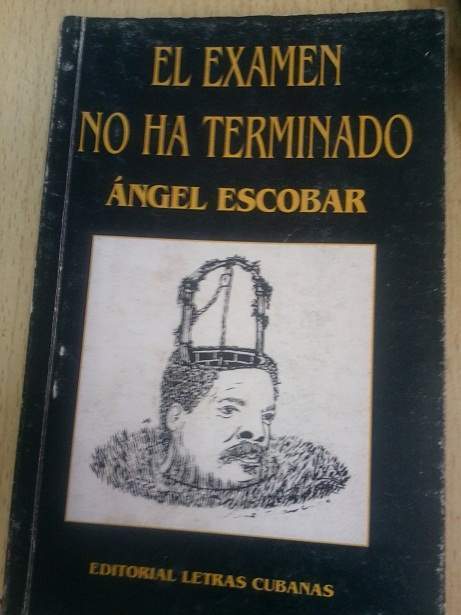 EL EXAMEN
NO HA TERMINADO
ÁNGEL ESCOBAR
EDITORIAL LETRAS CUBANAS